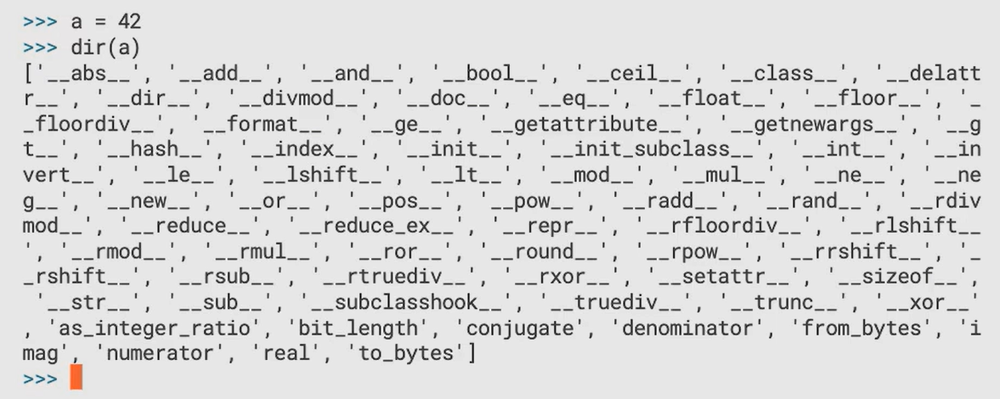 >>> a = 42
>>> dir(a)
['__abs__', '__add__', '__and__', '__bool__', '__ceil__', '__class__', '__delatt
r__', '__dir__', '__divmod__', '__doc__', '__eq__', '__float__', '__floor__', '_
_floordiv__', '__format__', '__ge__', '__getattribute__', '__getnewargs__', '__g
t__', '__hash__', '__index__', '__init__', '__init_subclass__', '__int__', '__in
vert__', '__le__', '__lshift__', '__lt__', '__mod__', '__mul__', '__ne__', '__ne
g__', '__new__', '__or__', '__pos__', '__pow__', '__radd__', '__rand__', '__rdiv
mod__', '__reduce__', '__reduce_ex__', '__repr__', '__rfloordiv__', '__rlshift__
', '__rmod__', '__rmul__', '__ror__', '__round__', '__rpow__', '__rrshift__', '_
_rshift__', '__rsub__', '__rtruediv__', '__rxor__', '__setattr__', '__sizeof__',
 '__str__', '__sub__', '__subclasshook__', '__truediv__', '__trunc__', '__xor__'
, 'as_integer_ratio', 'bit_length', 'conjugate', 'denominator', 'from_bytes', 'i
mag', 'numerator', 'real', 'to_bytes']
>>>